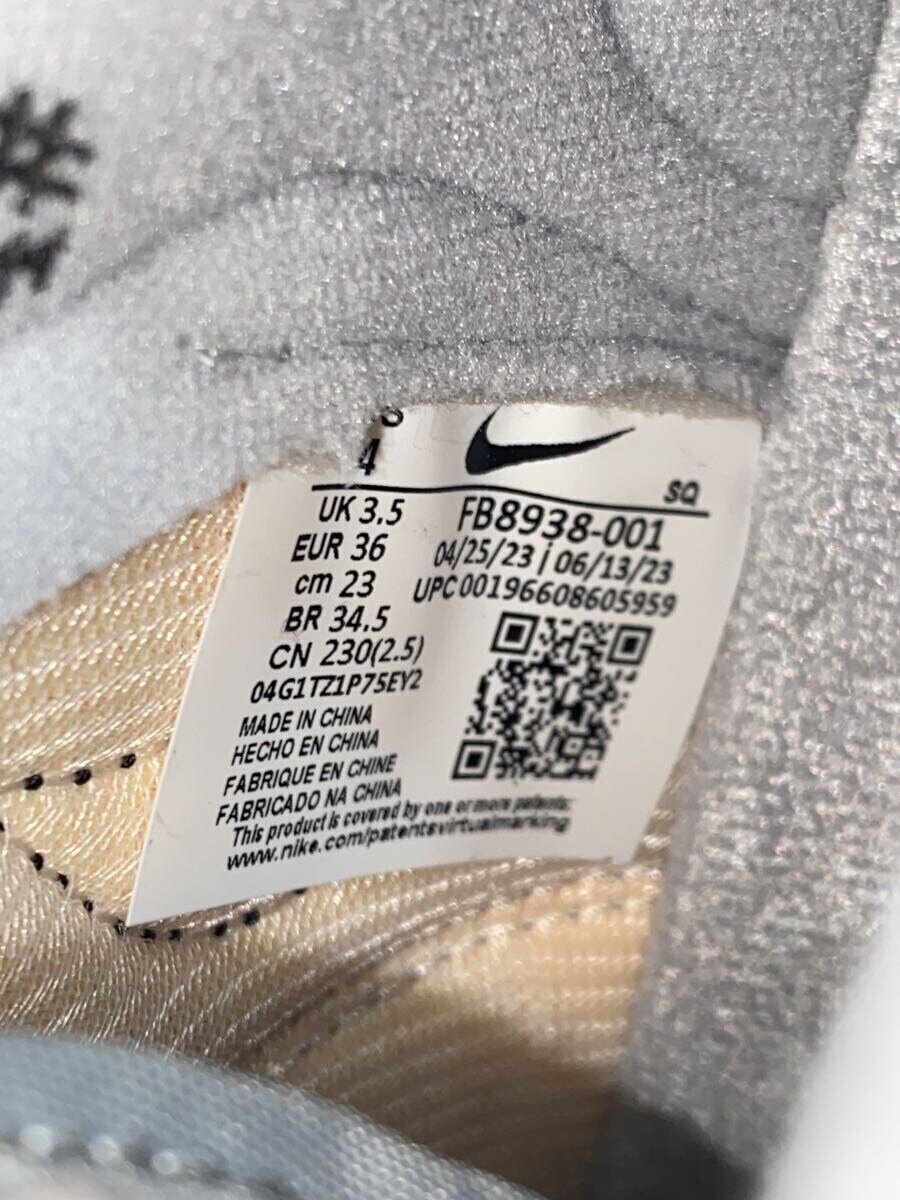 4
SQ
UK 3.5
EUR 36
cm 23
BR 34.5
CN 230(2.5)
04G1TZ1P75EY2
FB8938-001
04/25/23 | 06/13/23
UPC 00196608605959
MADE IN CHINA
HECHO EN CHINA
FABRIQUE EN CHINE
FABRICADO NA CHINA
This product is covered by one or more patents:
www.nike.com/patentsvirtualmarking